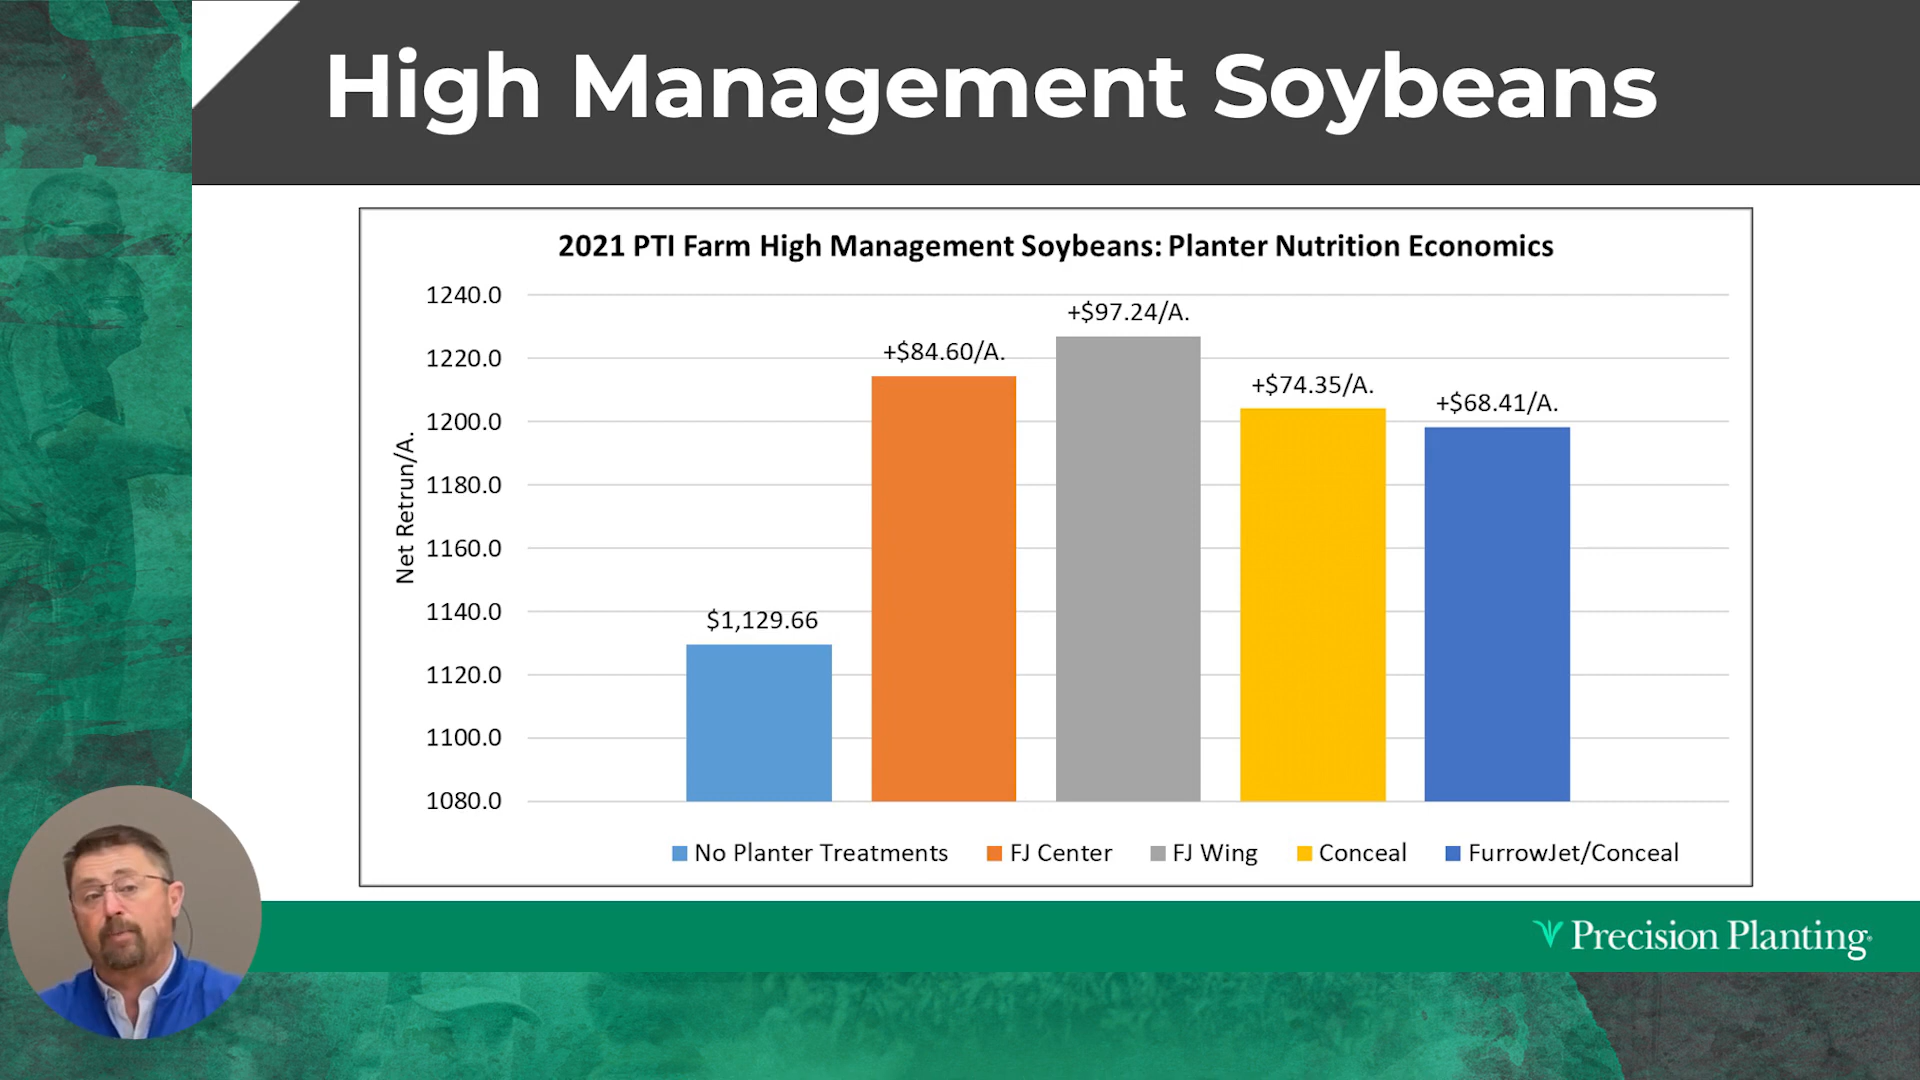 High Management Soybeans
2021 PTI Farm High Management Soybeans: Planter Nutrition Economics
Net Retrun/A.
1240.0
1220.0
1200.0
1180.0
1160.0
1140.0
1120.0
1100.0
1080.0
$1,129.66
+$84.60/A.
+$97.24/A.
+$74.35/A.
+$68.41/A.
No Planter Treatments FJ Center FJ Wing Conceal FurrowJet/Conceal
Precision Planting®